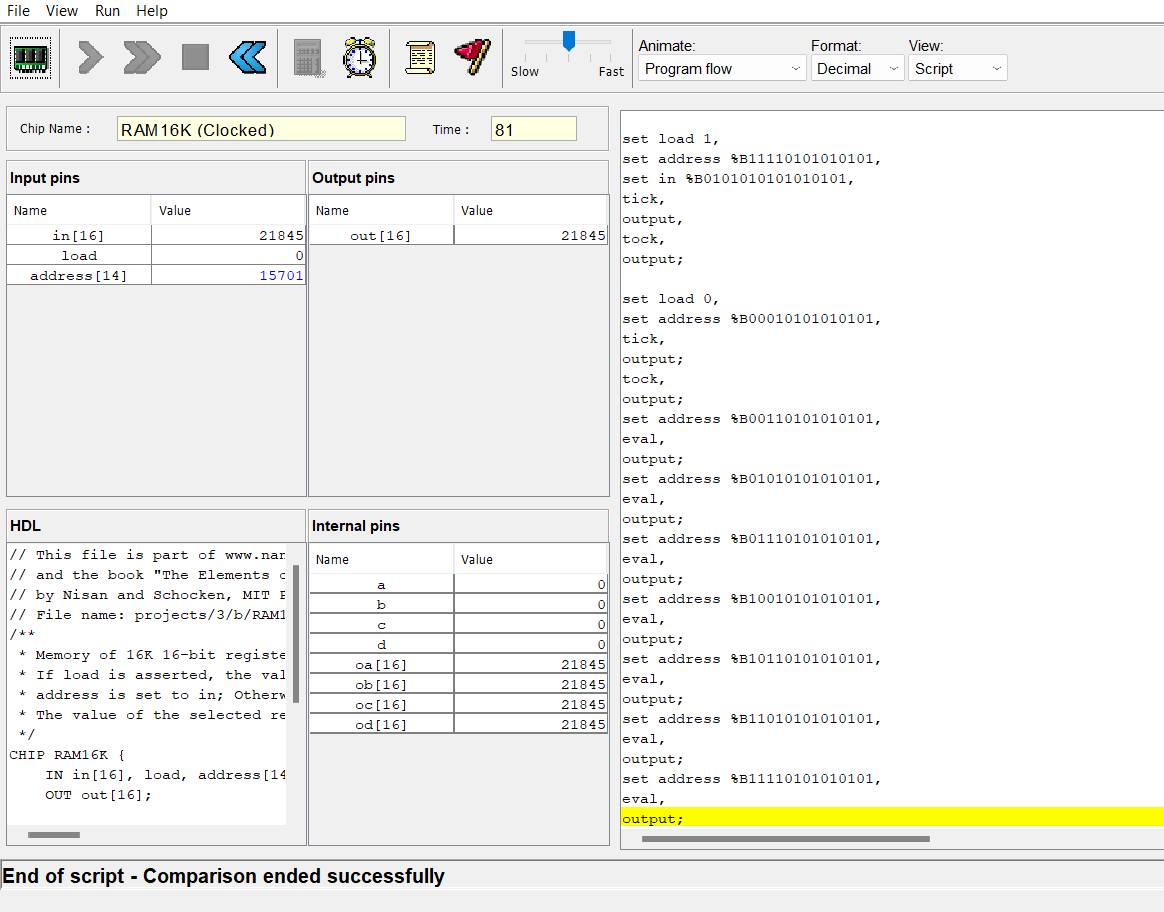 File View Run Help
Slow Fast
Animate: Format: View:
Program flow Decimal Script
Chip Name : RAM16K (Clocked) Time : 81
Input pins
Name Value
in[16] 21845
load 0
address[14] 15701
Output pins
Name Value
out[16] 21845
HDL
// This file is part of www.nan
// and the book "The Elements o
// by Nisan and Schocken, MIT P
// File name: projects/3/b/RAM1
/**
* Memory of 16K 16-bit registe
* If load is asserted, the val
* address is set to in; Otherw
* The value of the selected re
*/
CHIP RAM16K {
IN in[16], load, address[14
OUT out[16];
Internal pins
Name Value
a 0
b 0
c 0
d 0
oa[16] 21845
ob[16] 21845
oc[16] 21845
od[16] 21845
set load 1,
set address %B11110101010101,
set in %B0101010101010101,
tick,
output,
tock,
output;
set load 0,
set address %B00010101010101,
tick,
output;
tock,
output;
set address %B00110101010101,
eval,
output;
set address %B01010101010101,
eval,
output;
set address %B01110101010101,
eval,
output;
set address %B10010101010101,
eval,
output;
set address %B10110101010101,
eval,
output;
set address %B11010101010101,
eval,
output;
set address %B11110101010101,
eval,
output;
End of script - Comparison ended successfully